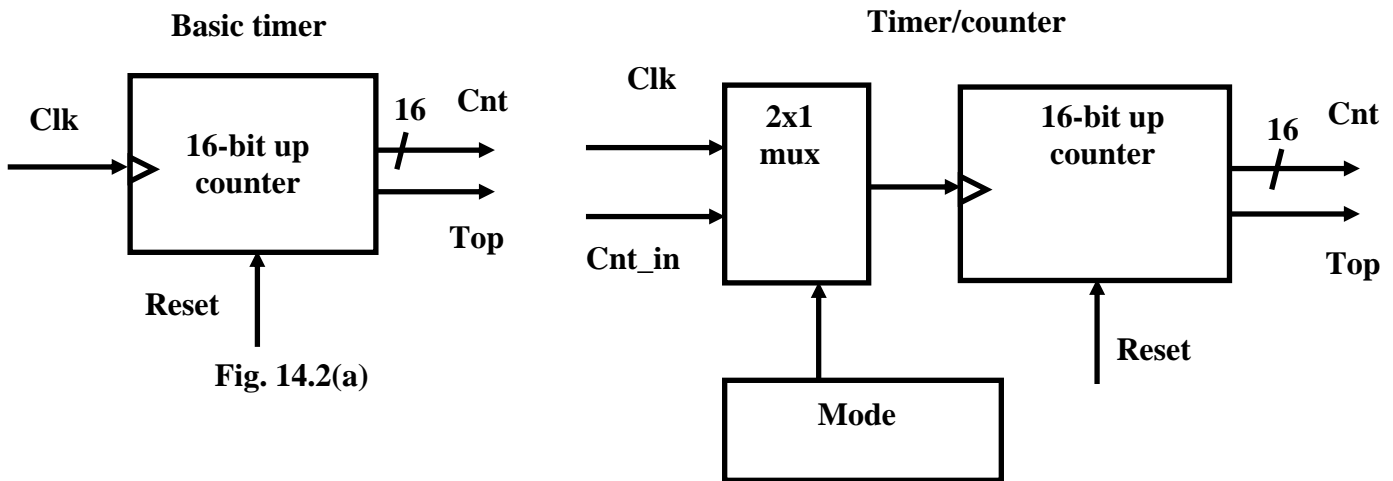 Basic timer
Clk
16-bit up
counter
16
Cnt
Top
Reset
Fig. 14.2(a)
Timer/counter
Clk
Cnt_in
2x1
mux
16-bit up
counter
16
Cnt
Top
Reset
Mode